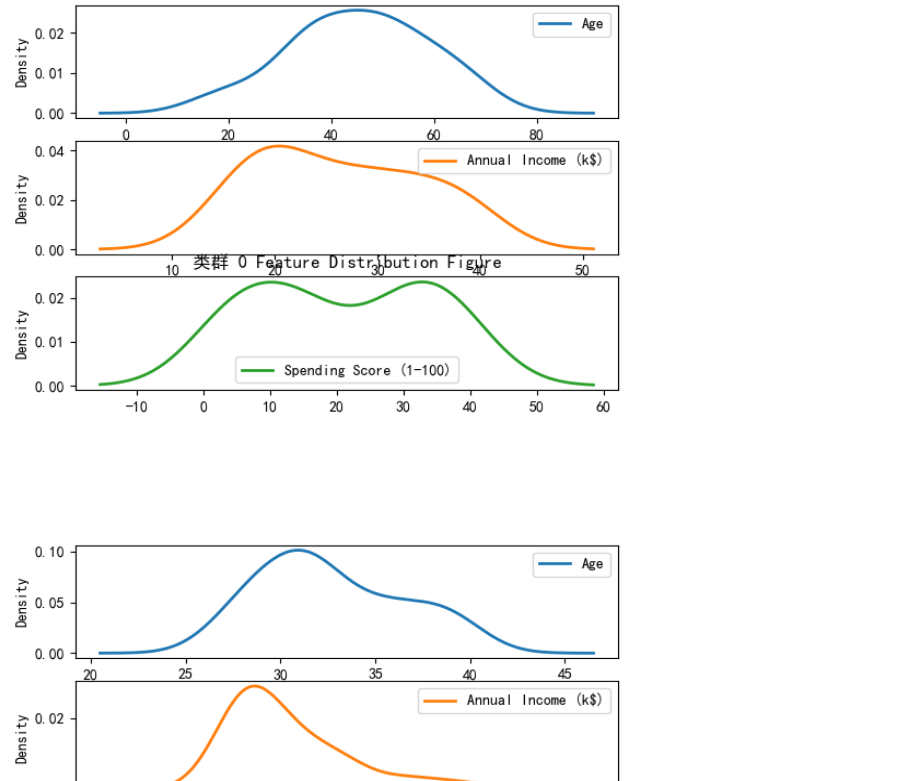 Age
Density
0.02
0.01
0.00
0 20 40 60 80
Annual Income (k$)
Density
0.04
0.02
0.00
10 20 30 40 50
类群 0 Feature Distribution Figure
Density
0.02
0.01
0.00
Spending Score (1-100)
-10 0 10 20 30 40 50 60
Age
Density
0.10
0.05
0.00
20 25 30 35 40 45
Annual Income (k$)
Density
0.02